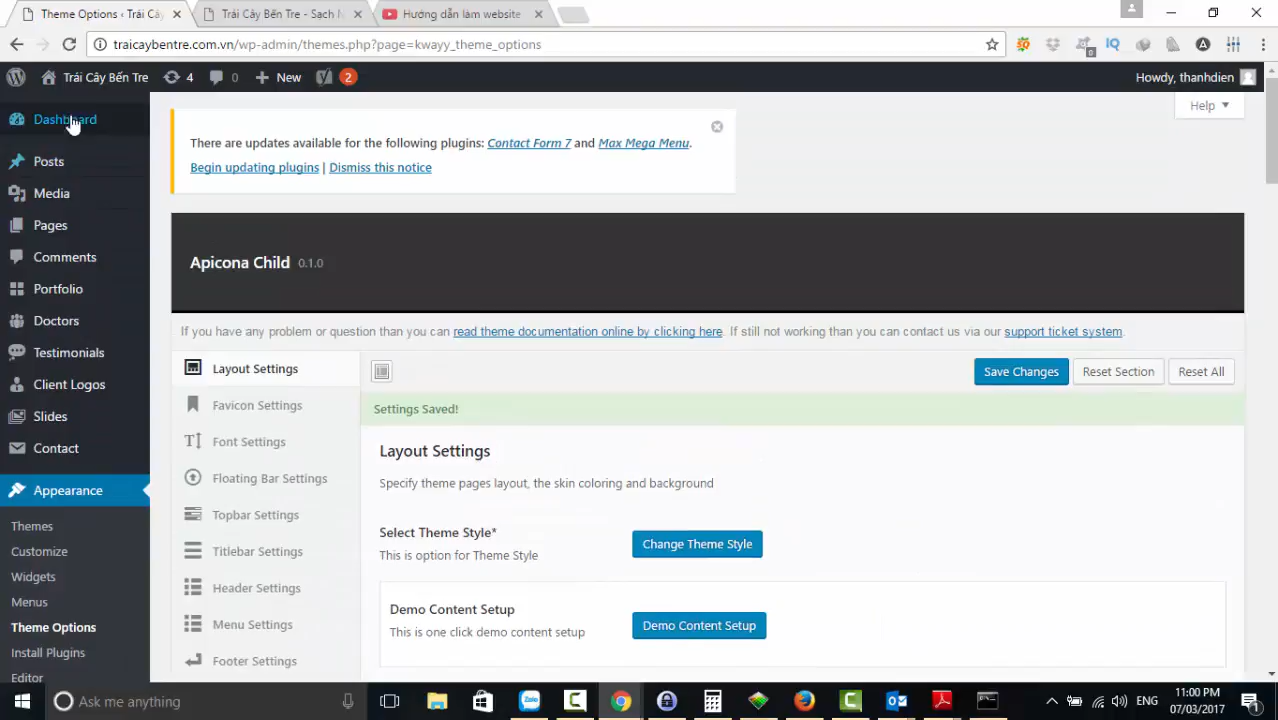 Theme Options ‹ Trái Câ
Trái Cây Bến Tre - Sạch N
Hướng dẫn làm website
traicaybentre.com.vn/wp-admin/themes.php?page=kwayy_theme_options
Trái Cây Bến Tre
4
0
New
2
Howdy, thanhdien
Dashboard
Posts
Media
Pages
Comments
Portfolio
Doctors
Testimonials
Client Logos
Slides
Contact
Appearance
Themes
Customize
Widgets
Menus
Theme Options
Install Plugins
Editor
Help
There are updates available for the following plugins: Contact Form 7 and Max Mega Menu.
Begin updating plugins | Dismiss this notice
Apicona Child 0.1.0
If you have any problem or question than you can read theme documentation online by clicking here. If still not working than you can contact us via our support ticket system.
Layout Settings
Favicon Settings
Font Settings
Floating Bar Settings
Topbar Settings
Titlebar Settings
Header Settings
Menu Settings
Footer Settings
Save Changes
Reset Section
Reset All
Settings Saved!
Layout Settings
Specify theme pages layout, the skin coloring and background
Select Theme Style*
This is option for Theme Style
Change Theme Style
Demo Content Setup
This is one click demo content setup
Demo Content Setup
Ask me anything
Zalo
ENG
11:00 PM
07/03/2017